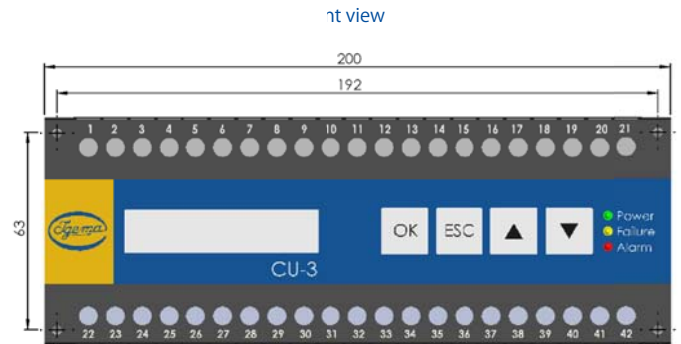 nt view
200
192
1 2 3 4 5 6 7 8 9 10 11 12 13 14 15 16 17 18 19 20 21
63
Igema
OK ESC
Power
Failure
Alarm
CU-3
22 23 24 25 26 27 28 29 30 31 32 33 34 35 36 37 38 39 40 41 42